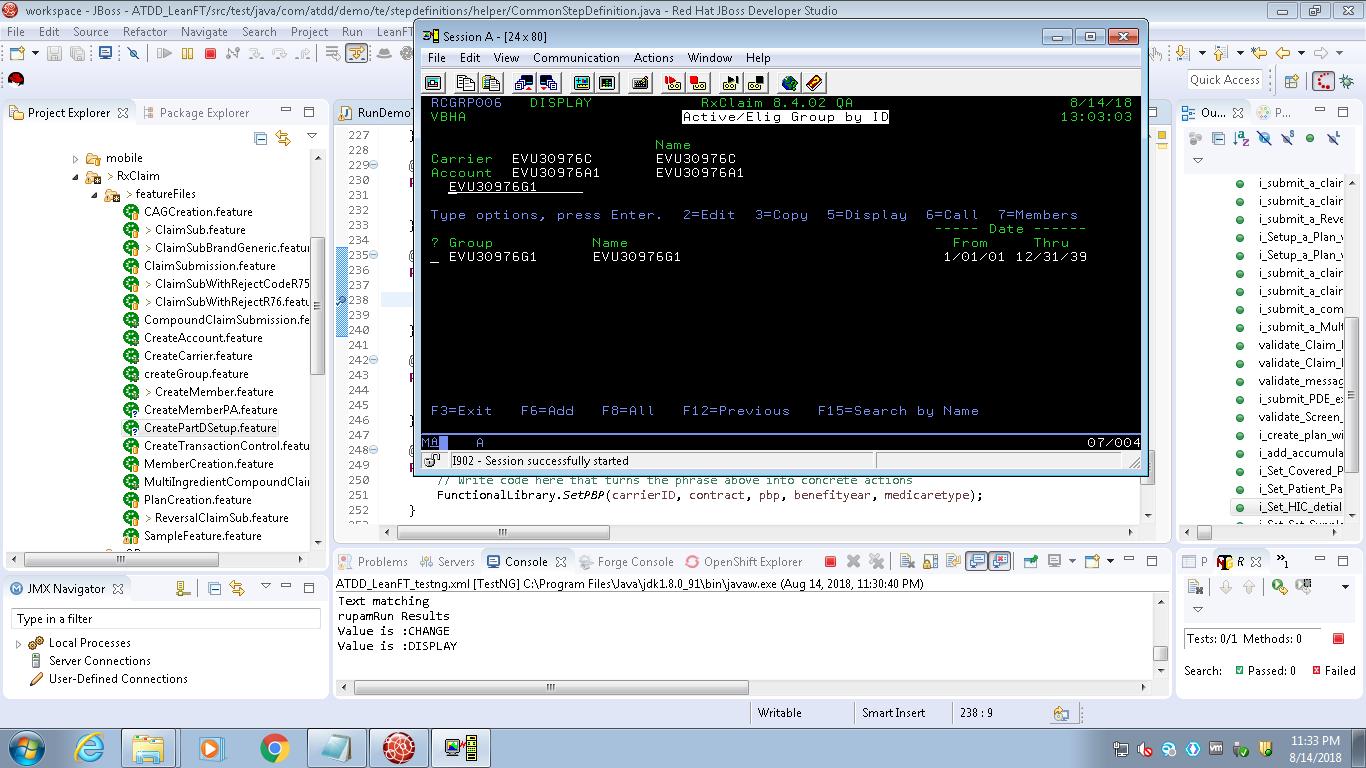 workspace - JBoss - ATDD_LeanFT/src/test/java/com/atdd/demo/te/stepdefinitions/helper/CommonStepDefinition.java - Red Hat JBoss Developer Studio
File Edit Source Refactor Navigate Search Project Run LeanFT
Quick Access
Project Explorer Package Explorer
mobile
> RxClaim
> featureFiles
CAGCreation.feature
> ClaimSub.feature
> ClaimSubBrandGeneric.featur
ClaimSubmission.feature
> ClaimSubWithRejectCodeR75
> ClaimSubWithRejectR76.featu
CompoundClaimSubmission.fe
CreateAccount.feature
CreateCarrier.feature
createGroup.feature
> CreateMember.feature
CreateMemberPA.feature
CreatePartDSetup.feature
CreateTransactionControl.featu
MemberCreation.feature
MultiIngredientCompoundClai
PlanCreation.feature
> ReversalClaimSub.feature
SampleFeature.feature
JMX Navigator
Type in a filter
Local Processes
Server Connections
User-Defined Connections
RunDemoT
227 }
228
229
230
231
232 }
233
234
235
236
237
238
239
240 }
241
242
243
244
245
246 }
247
248
249
250 // Write code here that turns the phrase above into concrete actions
251 FunctionalLibrary.SetPBP(carrierID, contract, pbp, benefityear, medicaretype);
252 }
Session A - [24 x 80]
File Edit View Communication Actions Window Help
RCGRP006 DISPLAY RxClaim 8.4.02 QA 8/14/18
VBHA Active/Elig Group by ID 13:03:03
Name
Carrier EVU30976C EVU30976C
Account EVU30976A1 EVU30976A1
EVU30976G1
Type options, press Enter. 2=Edit 3=Copy 5=Display 6=Call 7=Members
----- Date ------
? Group Name From Thru
_ EVU30976G1 EVU30976G1 1/01/01 12/31/39
F3=Exit F6=Add F8=All F12=Previous F15=Search by Name
MA A 07/004
I902 - Session successfully started
Ou... P...
i_submit_a_clain
i_submit_a_clain
i_submit_a_Reve
i_Setup_a_Plan_v
i_Setup_a_Plan_v
i_submit_a_clain
i_submit_a_clain
i_submit_a_com
i_submit_a_Mult
validate_Claim_I
validate_Claim_I
validate_messag
i_submit_PDE_ex
validate_Screen_
i_create_plan_wi
i_add_accumula
i_Set_Covered_P
i_Set_Patient_Pa
i_Set_HIC_detial
Problems Servers Console Forge Console OpenShift Explorer
ATDD_LeanFT_testng.xml [TestNG] C:\Program Files\Java\jdk1.8.0_91\bin\javaw.exe (Aug 14, 2018, 11:30:40 PM)
Text matching
rupamRun Results
Value is :CHANGE
Value is :DISPLAY
P R »1
Tests: 0/1 Methods: 0
Search: Passed: 0 Failed
Writable Smart Insert 238 : 9
11:33 PM
8/14/2018